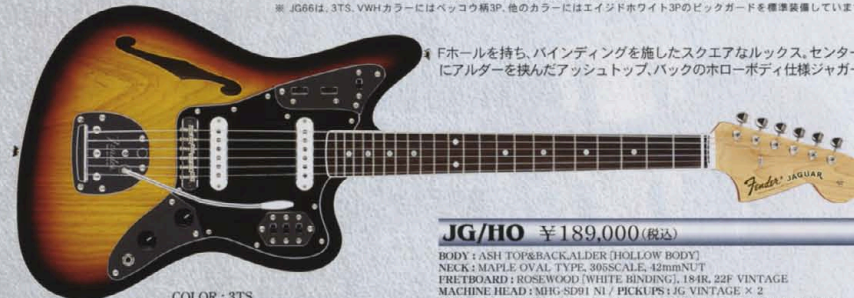 ※ JG66は、3TS、VWHカラーにはベッコウ柄3P、他のカラーにはエイジドホワイト3Pのピックガードを標準装備していま
Fホールを持ち、バインディングを施したスクエアなルックス。センター
にアルダーを挟んだアッシュトップ、バックのホローボディ仕様ジャガー
Fender JAGUAR
JG/HO ¥189,000(税込)
BODY : ASH TOP&BACK,ALDER [HOLLOW BODY]
NECK : MAPLE OVAL TYPE, 305SCALE, 42mmNUT
FRETBOARD : ROSEWOOD [WHITE BINDING], 184R, 22F VINTAGE
MACHINE HEAD : MHG-SD91 NI / PICKUPS : JG VINTAGE × 2
COLOR : 3TS